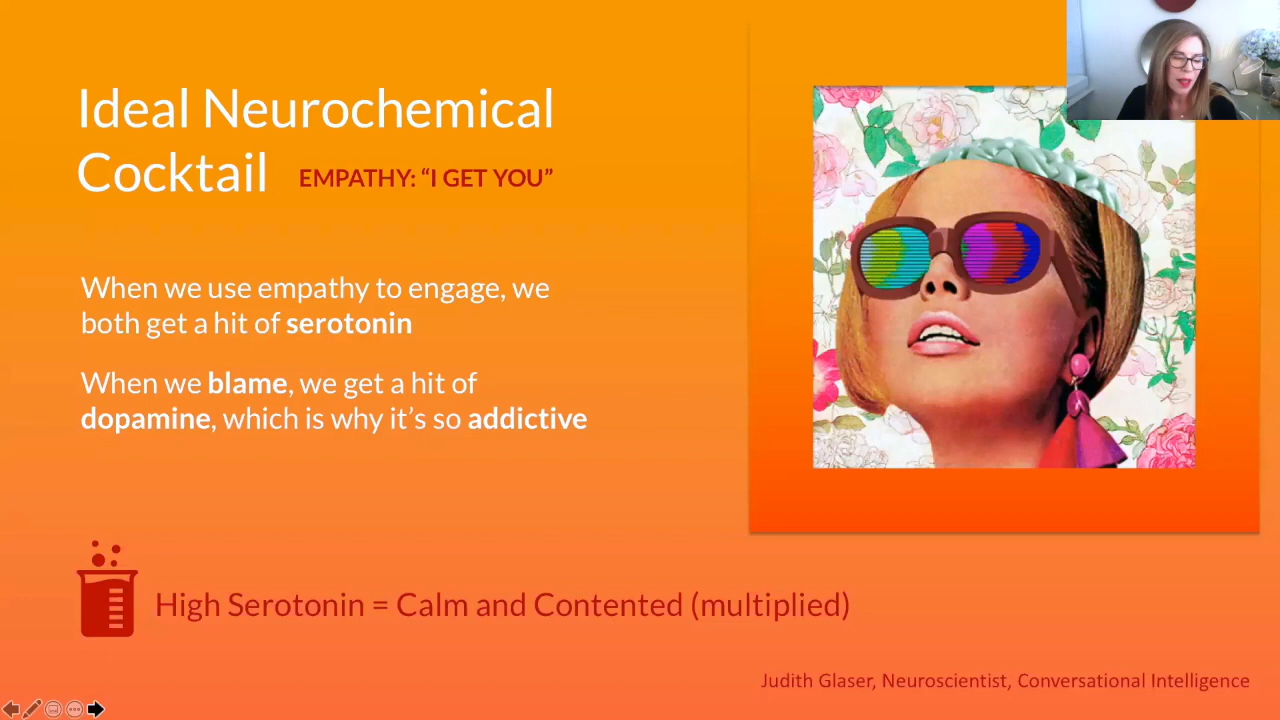 Ideal Neurochemical
Cocktail EMPATHY: “I GET YOU”
When we use empathy to engage, we
both get a hit of serotonin
When we blame, we get a hit of
dopamine, which is why it’s so addictive
High Serotonin = Calm and Contented (multiplied)
Judith Glaser, Neuroscientist, Conversational Intelligence